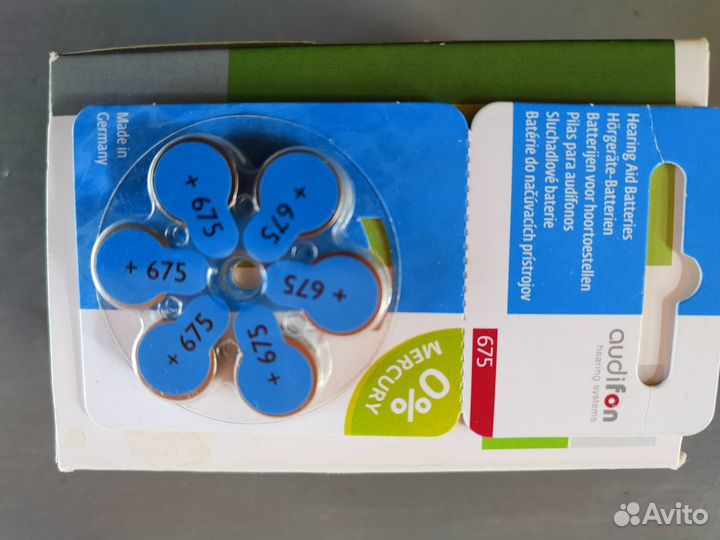 Made in
Germany
+ 675
+ 675
+ 675
+ 675
+ 675
+ 675
0%
MERCURY
Hearing Aid Batteries
Hörgeräte-Batterien
Batterijen voor hoortoestellen
Pilas para audífonos
Sluchadlové baterie
Batérie do načúvacích prístrojov
675
audifon
hearing systems
Avito